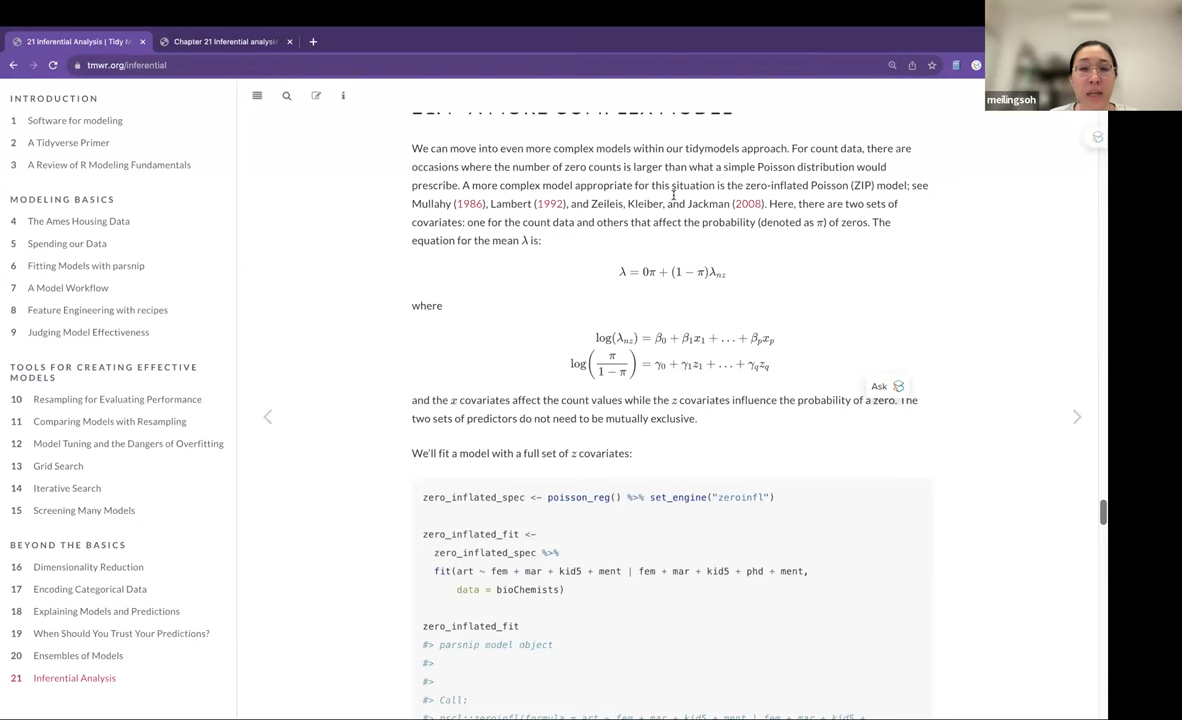 21 Inferential Analysis | Tidy M
Chapter 21 Inferential analysi
tmwr.org/inferential
meilingsoh
INTRODUCTION
1 Software for modeling
2 A Tidyverse Primer
3 A Review of R Modeling Fundamentals
MODELING BASICS
4 The Ames Housing Data
5 Spending our Data
6 Fitting Models with parsnip
7 A Model Workflow
8 Feature Engineering with recipes
9 Judging Model Effectiveness
TOOLS FOR CREATING EFFECTIVE
MODELS
10 Resampling for Evaluating Performance
11 Comparing Models with Resampling
12 Model Tuning and the Dangers of Overfitting
13 Grid Search
14 Iterative Search
15 Screening Many Models
BEYOND THE BASICS
16 Dimensionality Reduction
17 Encoding Categorical Data
18 Explaining Models and Predictions
19 When Should You Trust Your Predictions?
20 Ensembles of Models
21 Inferential Analysis
We can move into even more complex models within our tidymodels approach. For count data, there are
occasions where the number of zero counts is larger than what a simple Poisson distribution would
prescribe. A more complex model appropriate for this situation is the zero-inflated Poisson (ZIP) model; see
Mullahy (1986), Lambert (1992), and Zeileis, Kleiber, and Jackman (2008). Here, there are two sets of
covariates: one for the count data and others that affect the probability (denoted as π) of zeros. The
equation for the mean λ is:
λ = 0π + (1 − π)λnz
where
log(λnz) = β0 + β1x1 + … + βpxp
log(π/(1 − π)) = γ0 + γ1z1 + … + γqzq
Ask
and the x covariates affect the count values while the z covariates influence the probability of a zero. The
two sets of predictors do not need to be mutually exclusive.
We'll fit a model with a full set of z covariates:
zero_inflated_spec <- poisson_reg() %>% set_engine("zeroinfl")
zero_inflated_fit <-
zero_inflated_spec %>%
fit(art ~ fem + mar + kid5 + ment | fem + mar + kid5 + phd + ment,
data = bioChemists)
zero_inflated_fit
#> parsnip model object
#>
#>
#> Call: